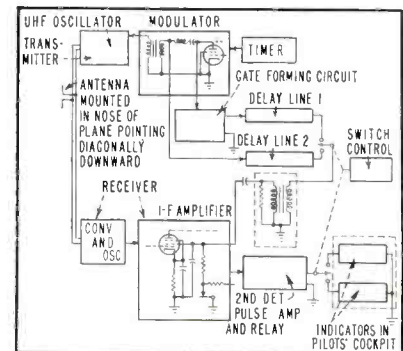 UHF OSCILLATOR
MODULATOR
TRANS-
MITTER
TIMER
ANTENNA
MOUNTED
IN NOSE OF
PLANE POINTING
DIAGONALLY
DOWNWARD
GATE FORMING CIRCUIT
DELAY LINE 1
DELAY LINE 2
SWITCH
CONTROL
RECEIVER
I-F AMPLIFIER
CONV
AND
OSC
2ND DET
PULSE AMP
AND RELAY
INDICATORS IN
PILOTS' COCKPIT